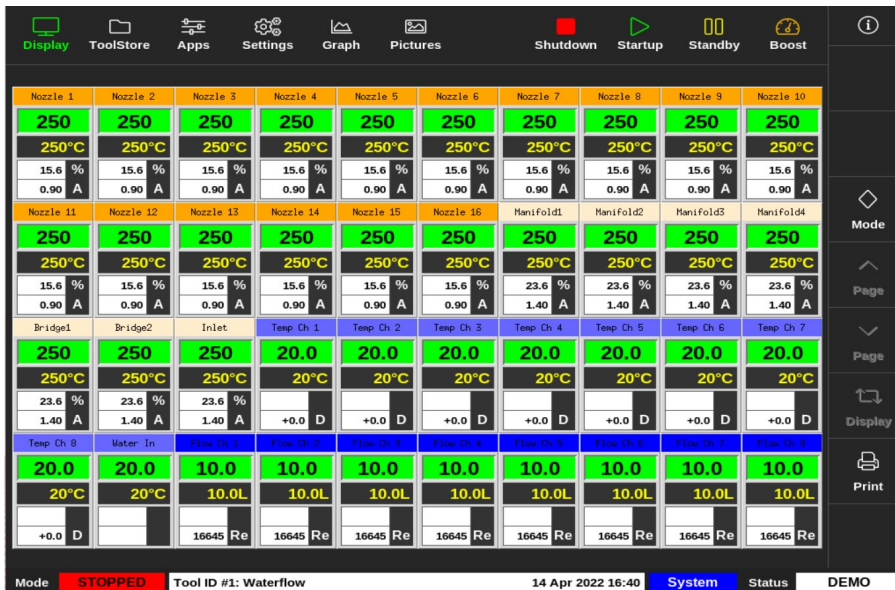 Display ToolStore Apps Settings Graph Pictures Shutdown Startup Standby Boost
Nozzle 1 Nozzle 2 Nozzle 3 Nozzle 4 Nozzle 5 Nozzle 6 Nozzle 7 Nozzle 8 Nozzle 9 Nozzle 10
250 250 250 250 250 250 250 250 250 250
250°C 250°C 250°C 250°C 250°C 250°C 250°C 250°C 250°C 250°C
15.6 % 15.6 % 15.6 % 15.6 % 15.6 % 15.6 % 15.6 % 15.6 % 15.6 % 15.6 %
0.90 A 0.90 A 0.90 A 0.90 A 0.90 A 0.90 A 0.90 A 0.90 A 0.90 A 0.90 A
Nozzle 11 Nozzle 12 Nozzle 13 Nozzle 14 Nozzle 15 Nozzle 16 Manifold1 Manifold2 Manifold3 Manifold4
250 250 250 250 250 250 250 250 250 250
250°C 250°C 250°C 250°C 250°C 250°C 250°C 250°C 250°C 250°C
15.6 % 15.6 % 15.6 % 15.6 % 15.6 % 15.6 % 23.6 % 23.6 % 23.6 % 23.6 %
0.90 A 0.90 A 0.90 A 0.90 A 0.90 A 0.90 A 1.40 A 1.40 A 1.40 A 1.40 A
Bridge1 Bridge2 Inlet Temp Ch 1 Temp Ch 2 Temp Ch 3 Temp Ch 4 Temp Ch 5 Temp Ch 6 Temp Ch 7
250 250 250 20.0 20.0 20.0 20.0 20.0 20.0 20.0
250°C 250°C 250°C 20°C 20°C 20°C 20°C 20°C 20°C 20°C
23.6 % 23.6 % 23.6 %
1.40 A 1.40 A 1.40 A +0.0 D +0.0 D +0.0 D +0.0 D +0.0 D +0.0 D +0.0 D
Temp Ch 8 Water In Flow Ch 1 Flow Ch 2 Flow Ch 3 Flow Ch 4 Flow Ch 5 Flow Ch 6 Flow Ch 7 Flow Ch 8
20.0 20.0 10.0 10.0 10.0 10.0 10.0 10.0 10.0 10.0
20°C 20°C 10.0L 10.0L 10.0L 10.0L 10.0L 10.0L 10.0L 10.0L
+0.0 D 16645 Re 16645 Re 16645 Re 16645 Re 16645 Re 16645 Re 16645 Re 16645 Re
Mode
Page
Page
Display
Print
Mode STOPPED Tool ID #1: Waterflow 14 Apr 2022 16:40 System Status DEMO